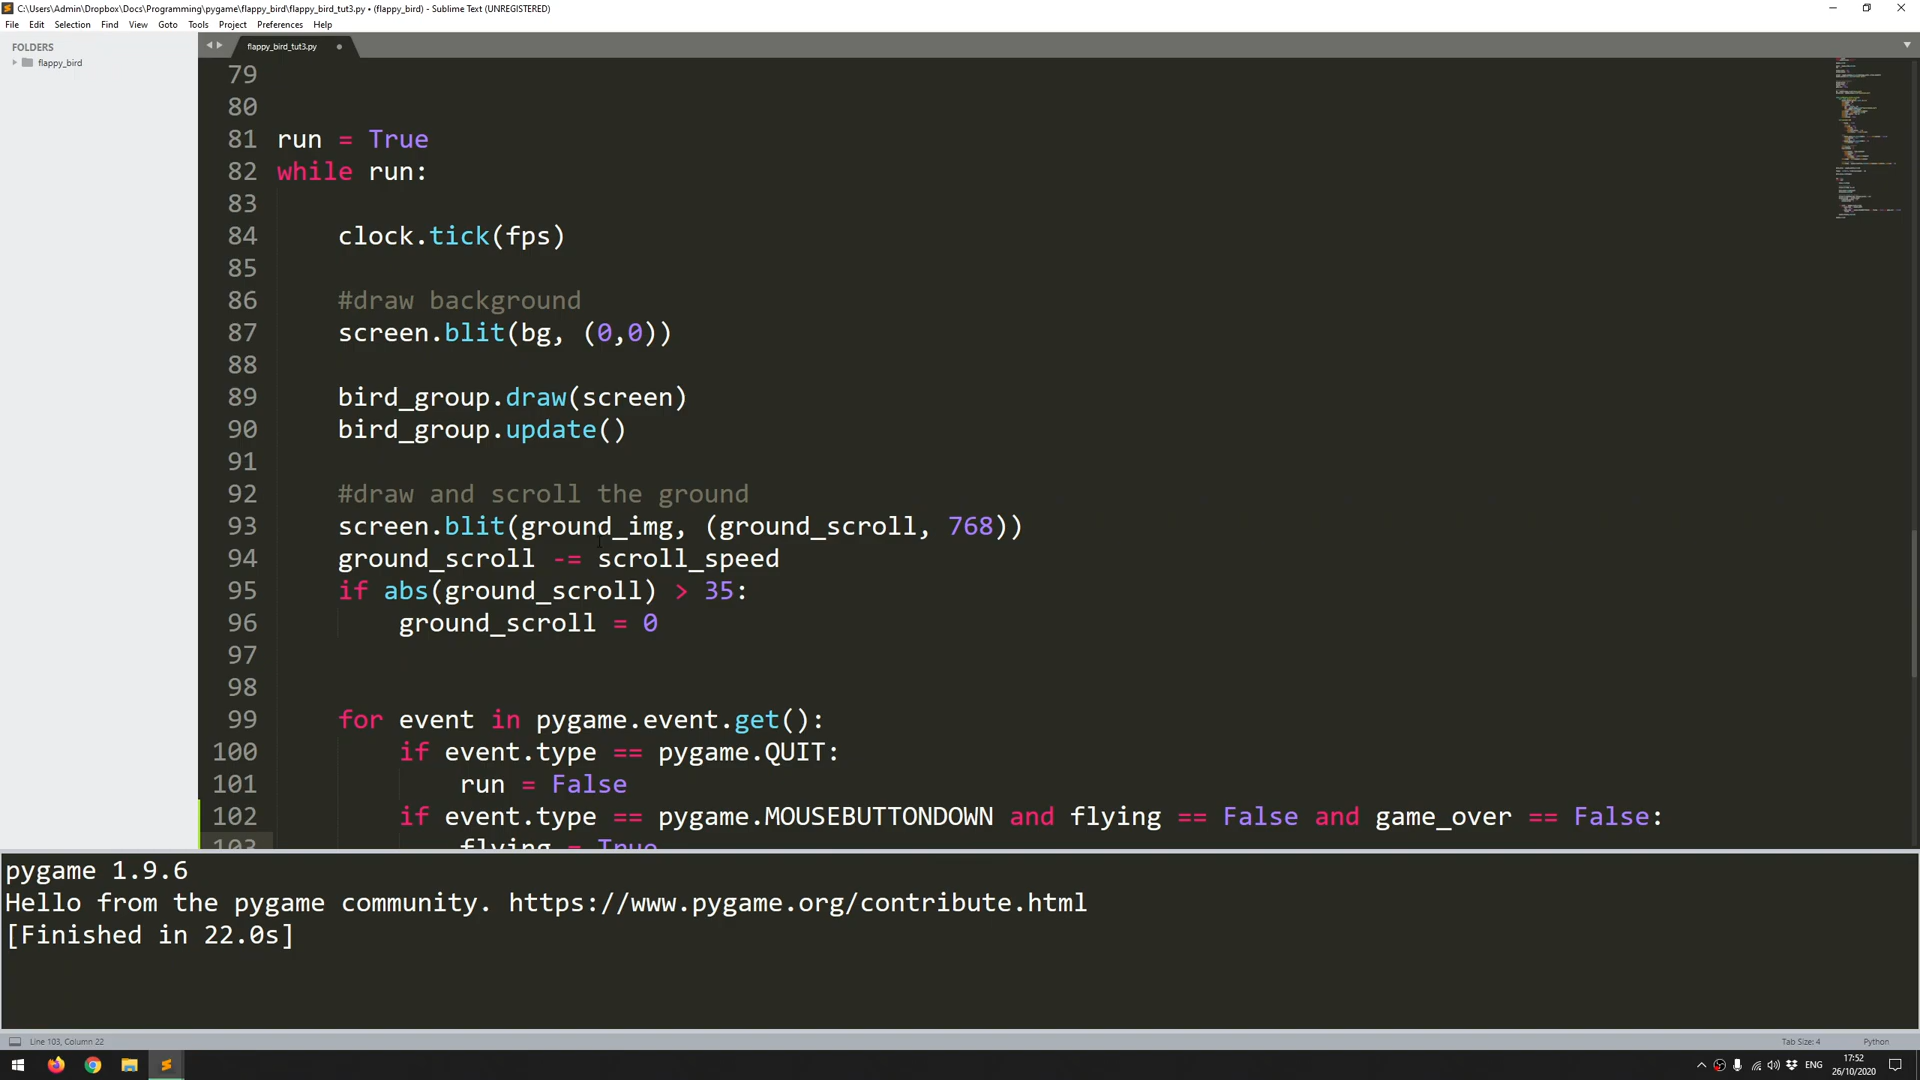 C:\Users\Admin\Dropbox\Docs\Programming\pygame\flappy_bird\flappy_bird_tut3.py • (flappy_bird) - Sublime Text (UNREGISTERED)
File Edit Selection Find View Goto Tools Project Preferences Help
FOLDERS
flappy_bird
flappy_bird_tut3.py
79
80
81 run = True
82 while run:
83
84 clock.tick(fps)
85
86 #draw background
87 screen.blit(bg, (0,0))
88
89 bird_group.draw(screen)
90 bird_group.update()
91
92 #draw and scroll the ground
93 screen.blit(ground_img, (ground_scroll, 768))
94 ground_scroll -= scroll_speed
95 if abs(ground_scroll) > 35:
96 ground_scroll = 0
97
98
99 for event in pygame.event.get():
100 if event.type == pygame.QUIT:
101 run = False
102 if event.type == pygame.MOUSEBUTTONDOWN and flying == False and game_over == False:
103 flying = True
pygame 1.9.6
Hello from the pygame community. https://www.pygame.org/contribute.html
[Finished in 22.0s]
Line 103, Column 22
Tab Size: 4
Python
ENG
17:52
26/10/2020